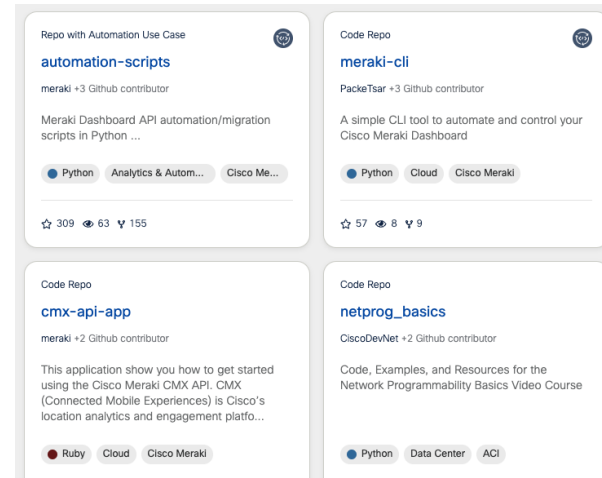 Repo with Automation Use Case
automation-scripts
meraki +3 Github contributor
Meraki Dashboard API automation/migration
scripts in Python ...
Python Analytics & Autom... Cisco Me...
309 63 155
Code Repo
meraki-cli
PackeTsar +3 Github contributor
A simple CLI tool to automate and control your
Cisco Meraki Dashboard
Python Cloud Cisco Meraki
57 8 9
Code Repo
cmx-api-app
meraki +2 Github contributor
This application show you how to get started
using the Cisco Meraki CMX API. CMX
(Connected Mobile Experiences) is Cisco's
location analytics and engagement platfo...
Ruby Cloud Cisco Meraki
Code Repo
netprog_basics
CiscoDevNet +2 Github contributor
Code, Examples, and Resources for the
Network Programmability Basics Video Course
Python Data Center ACI